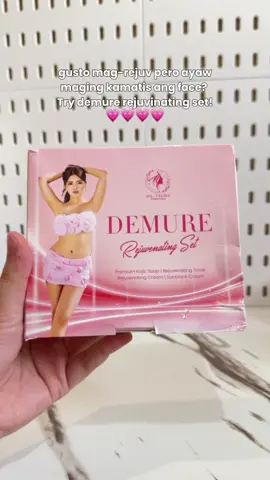 gusto mag-rejuv pero ayaw
maging kamatis ang face?
Try demure rejuvinating set!
DEMURE
Rejuvenating Set
Premium Kojic Soap | Rejuvenating Toner
Rejuvenating Cream | Sunblock Cream